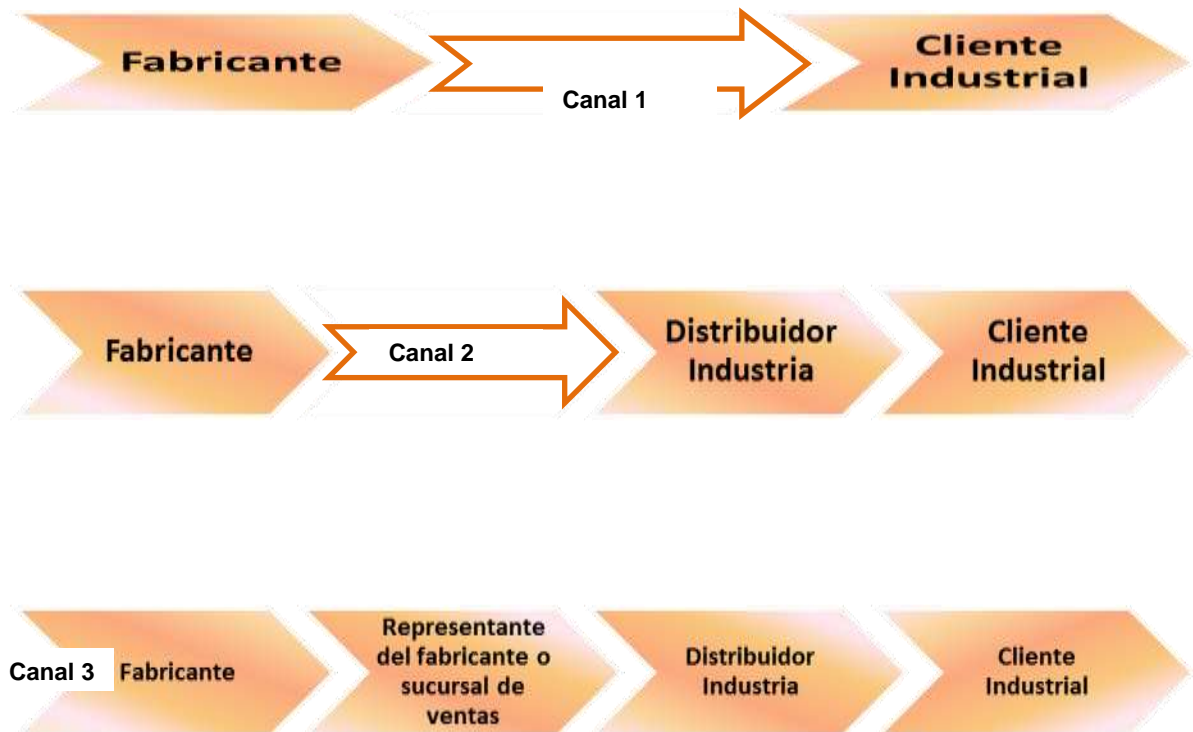 Fabricante
Canal 1
Cliente
Industrial
Fabricante
Canal 2
Distribuidor
Industria
Cliente
Industrial
Canal 3
Fabricante
Representante
del fabricante o
sucursal de
ventas
Distribuidor
Industria
Cliente
Industrial